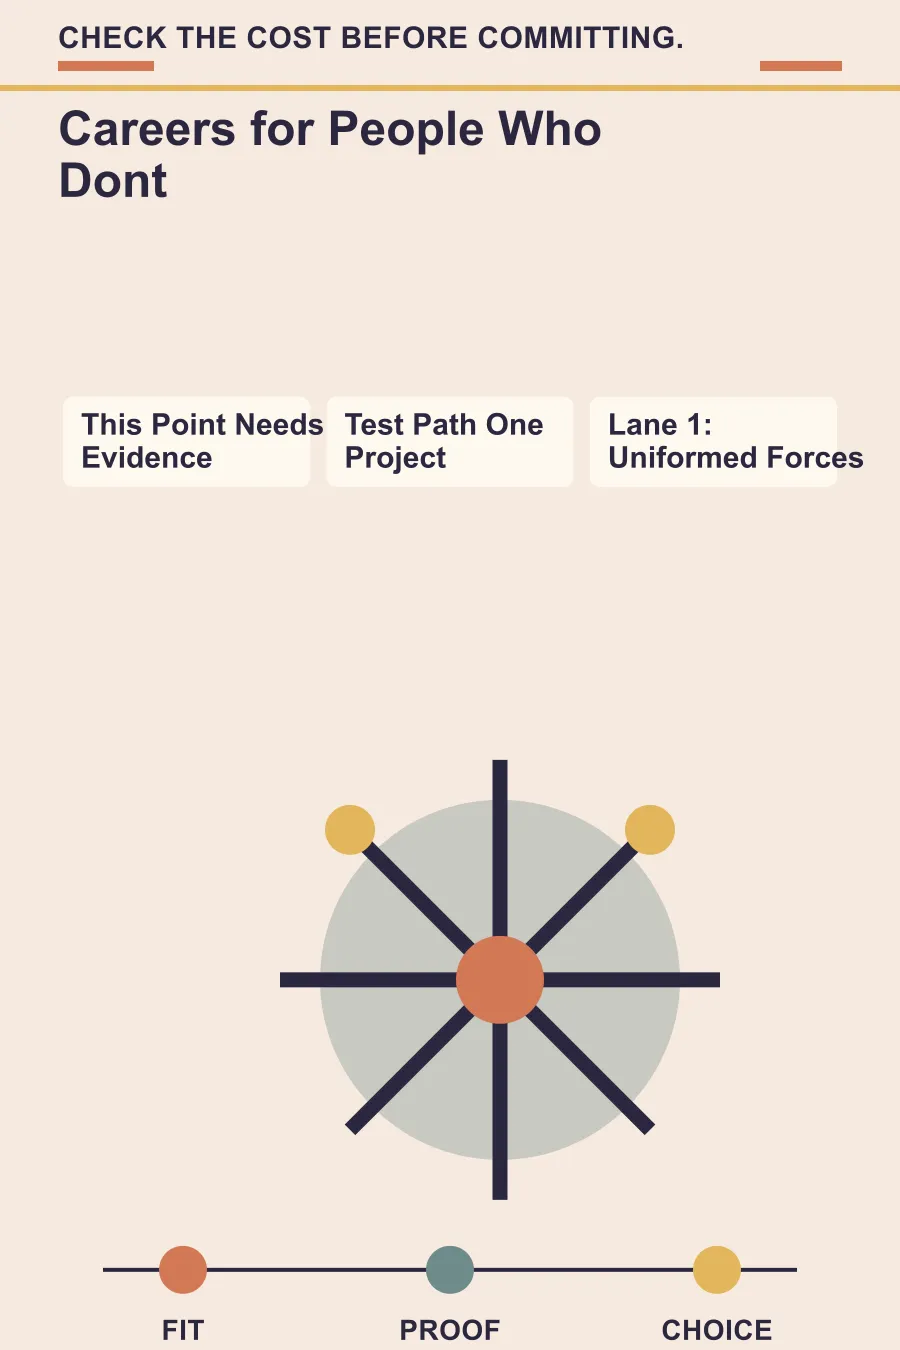 CHECK THE COST BEFORE COMMITTING.
Careers for People Who
Dont
This Point Needs
Evidence
Test Path One
Project
Lane 1:
Uniformed Forces
FIT
PROOF
CHOICE